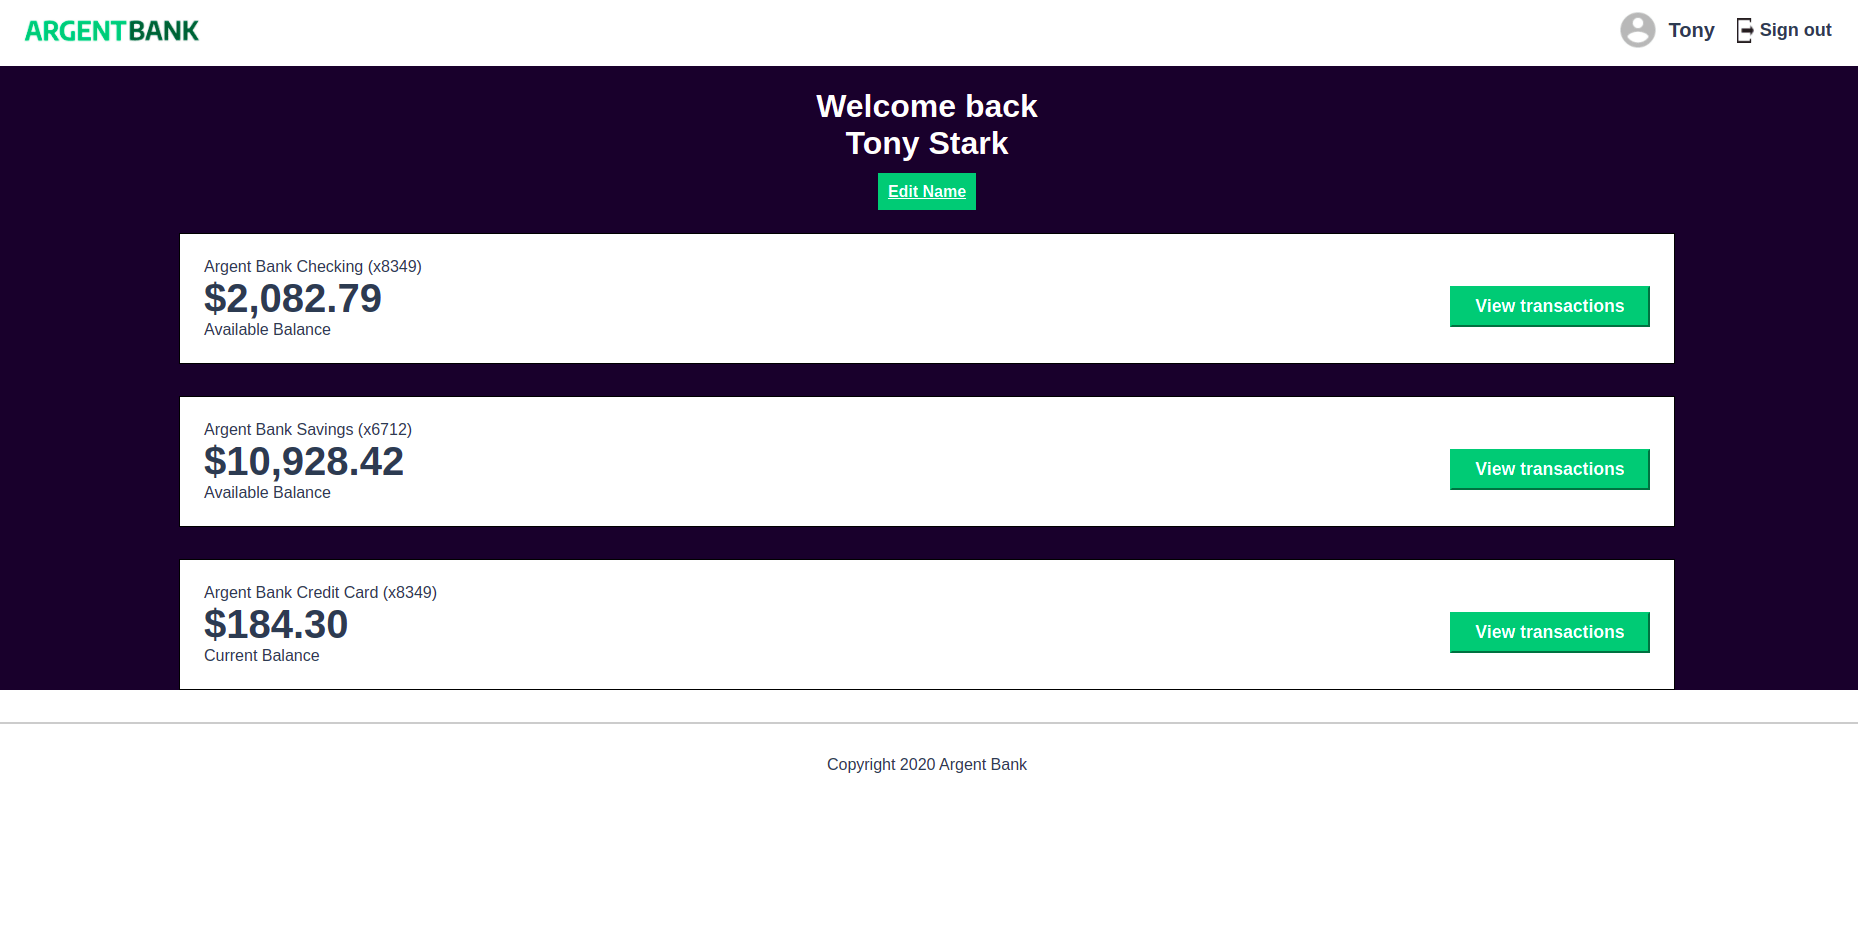 ARGENTBANK
Tony Sign out
Welcome back
Tony Stark
Edit Name
Argent Bank Checking (x8349)
$2,082.79
Available Balance
View transactions
Argent Bank Savings (x6712)
$10,928.42
Available Balance
View transactions
Argent Bank Credit Card (x8349)
$184.30
Current Balance
View transactions
Copyright 2020 Argent Bank